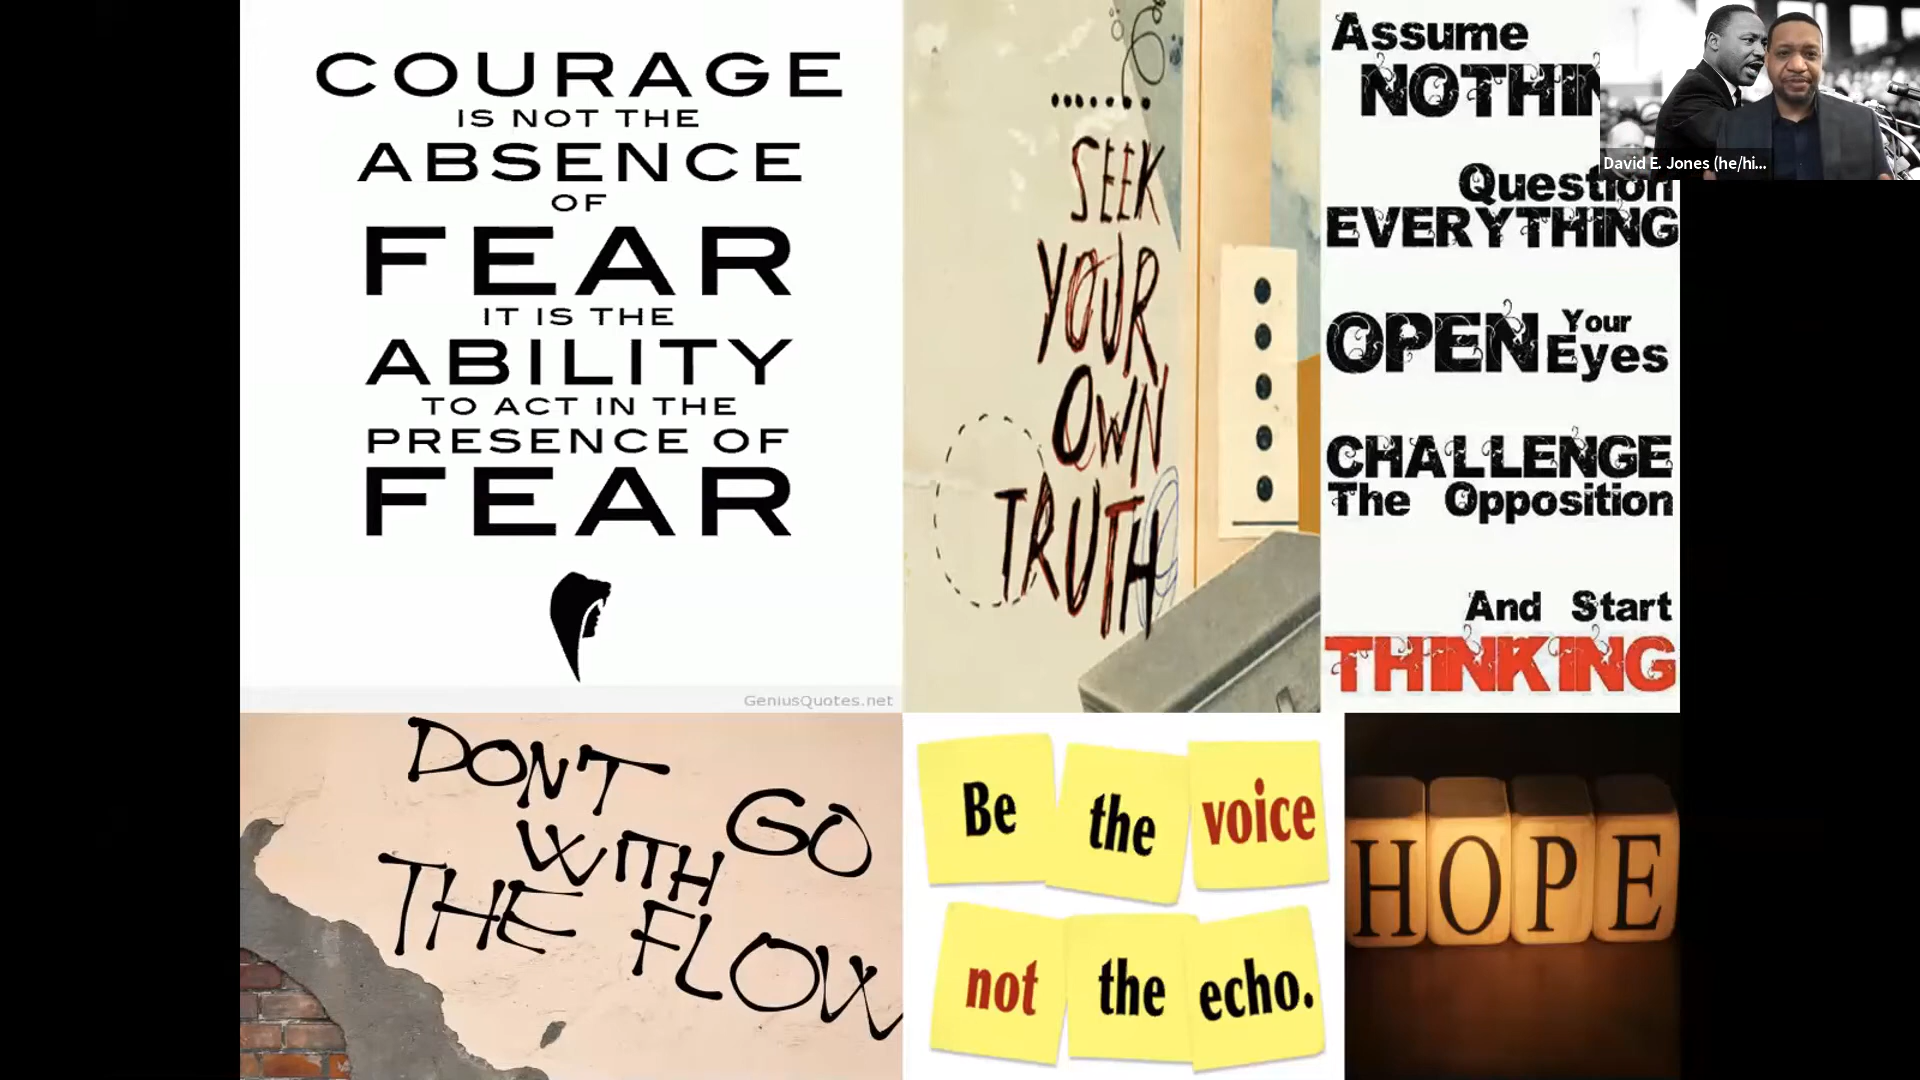 COURAGE
IS NOT THE
ABSENCE
OF
FEAR
IT IS THE
ABILITY
TO ACT IN THE
PRESENCE OF
FEAR
GeniusQuotes.net
SEEK
YOUR
OWN
TRUTH
Assume
NOTHIN
Question
EVERYTHING
OPEN Your
Eyes
CHALLENGE
The Opposition
And Start
THINKING
David E. Jones (he/hi...
DON'T GO
WITH
THE FLOW
Be the voice
not the echo.
HOPE